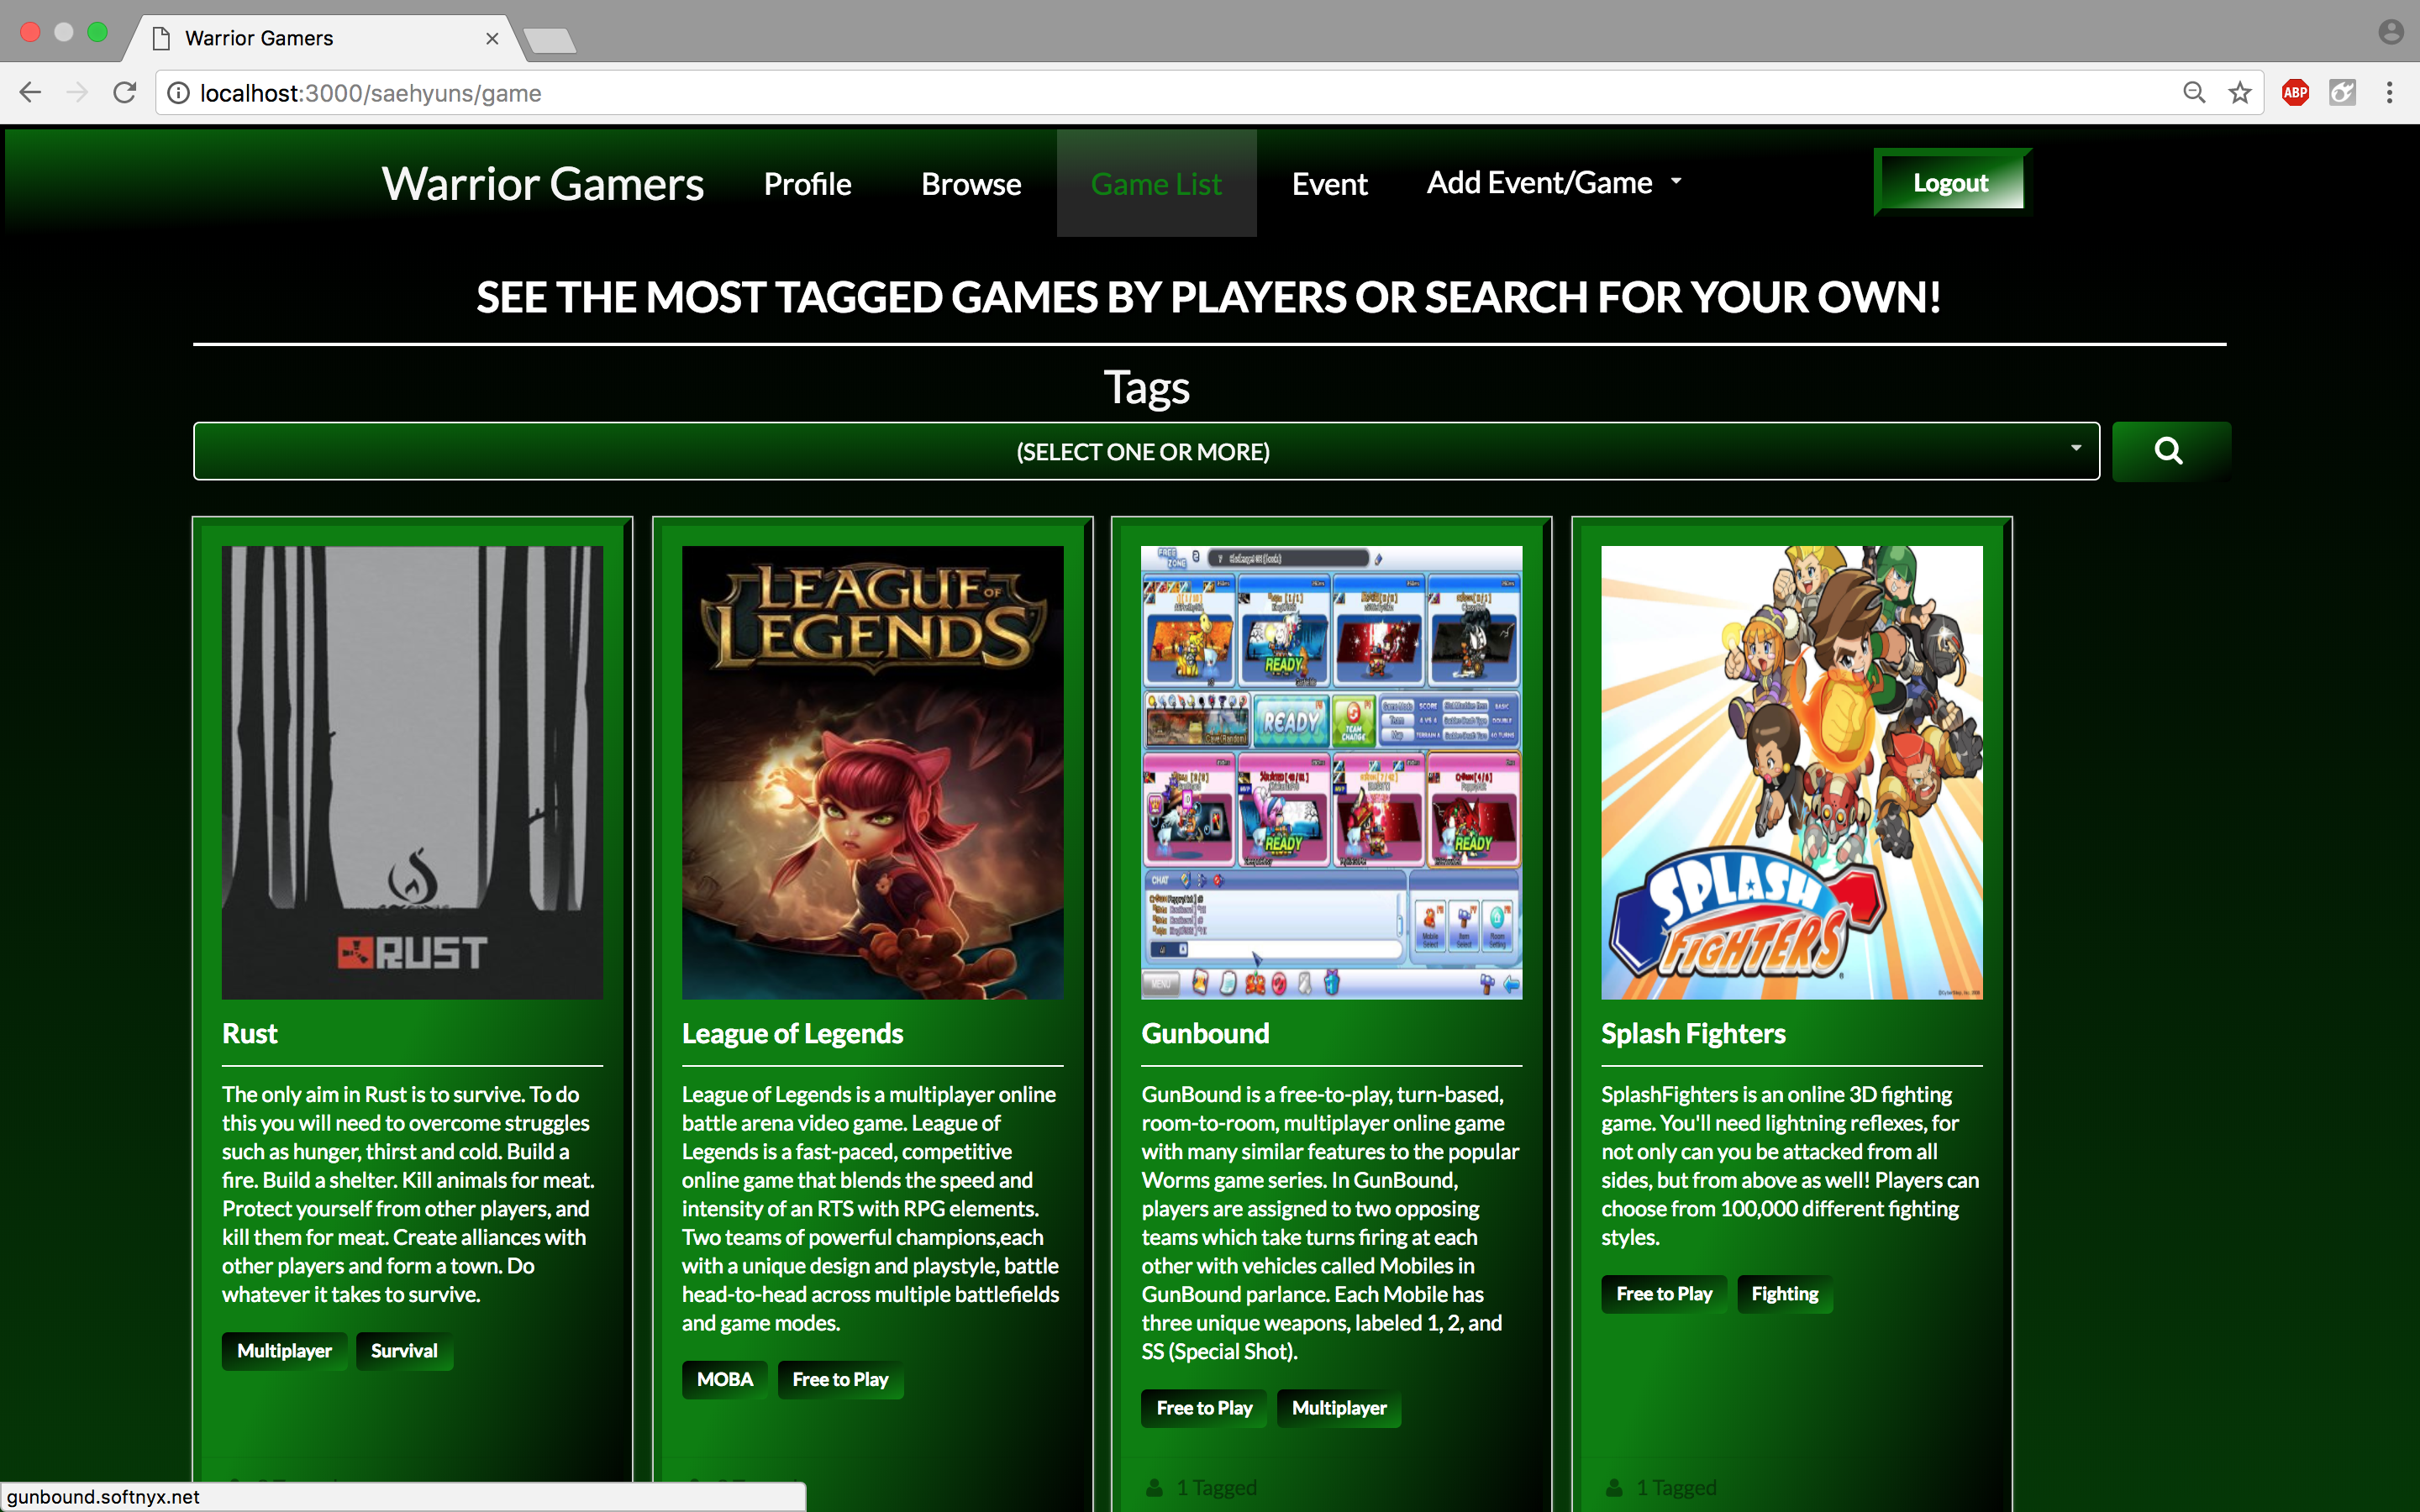 Warrior Gamers
localhost:3000/saehyuns/game
ABP
Warrior Gamers
Profile
Browse
Game List
Event
Add Event/Game
Logout
SEE THE MOST TAGGED GAMES BY PLAYERS OR SEARCH FOR YOUR OWN!
Tags
(SELECT ONE OR MORE)
RUST
Rust
The only aim in Rust is to survive. To do
this you will need to overcome struggles
such as hunger, thirst and cold. Build a
fire. Build a shelter. Kill animals for meat.
Protect yourself from other players, and
kill them for meat. Create alliances with
other players and form a town. Do
whatever it takes to survive.
Multiplayer
Survival
LEAGUE OF
LEGENDS
League of Legends
League of Legends is a multiplayer online
battle arena video game. League of
Legends is a fast-paced, competitive
online game that blends the speed and
intensity of an RTS with RPG elements.
Two teams of powerful champions,each
with a unique design and playstyle, battle
head-to-head across multiple battlefields
and game modes.
MOBA
Free to Play
FREE ZONE
READY
READY
TEAM CHANGE
READY
READY
CHAT
MENU
Gunbound
GunBound is a free-to-play, turn-based,
room-to-room, multiplayer online game
with many similar features to the popular
Worms game series. In GunBound,
players are assigned to two opposing
teams which take turns firing at each
other with vehicles called Mobiles in
GunBound parlance. Each Mobile has
three unique weapons, labeled 1, 2, and
SS (Special Shot).
Free to Play
Multiplayer
1 Tagged
SPLASH
FIGHTERS
Splash Fighters
SplashFighters is an online 3D fighting
game. You'll need lightning reflexes, for
not only can you be attacked from all
sides, but from above as well! Players can
choose from 100,000 different fighting
styles.
Free to Play
Fighting
1 Tagged
gunbound.softnyx.net